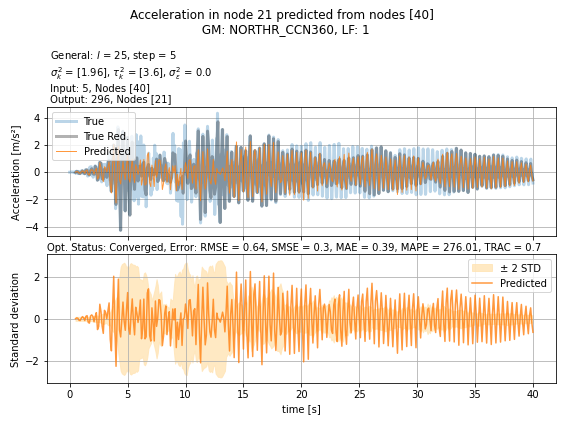 Acceleration in node 21 predicted from nodes [40]
GM: NORTHR_CCN360, LF: 1
General: l = 25, step = 5
σ²ₖ = [1.96], τ²ₖ = [3.6], σ²ε = 0.0
Input: 5, Nodes [40]
Output: 296, Nodes [21]
True
True Red.
Predicted
Acceleration [m/s²]
4
2
0
−2
−4
Opt. Status: Converged, Error: RMSE = 0.64, SMSE = 0.3, MAE = 0.39, MAPE = 276.01, TRAC = 0.7
± 2 STD
Predicted
Standard deviation
2
0
−2
0 5 10 15 20 25 30 35 40
time [s]